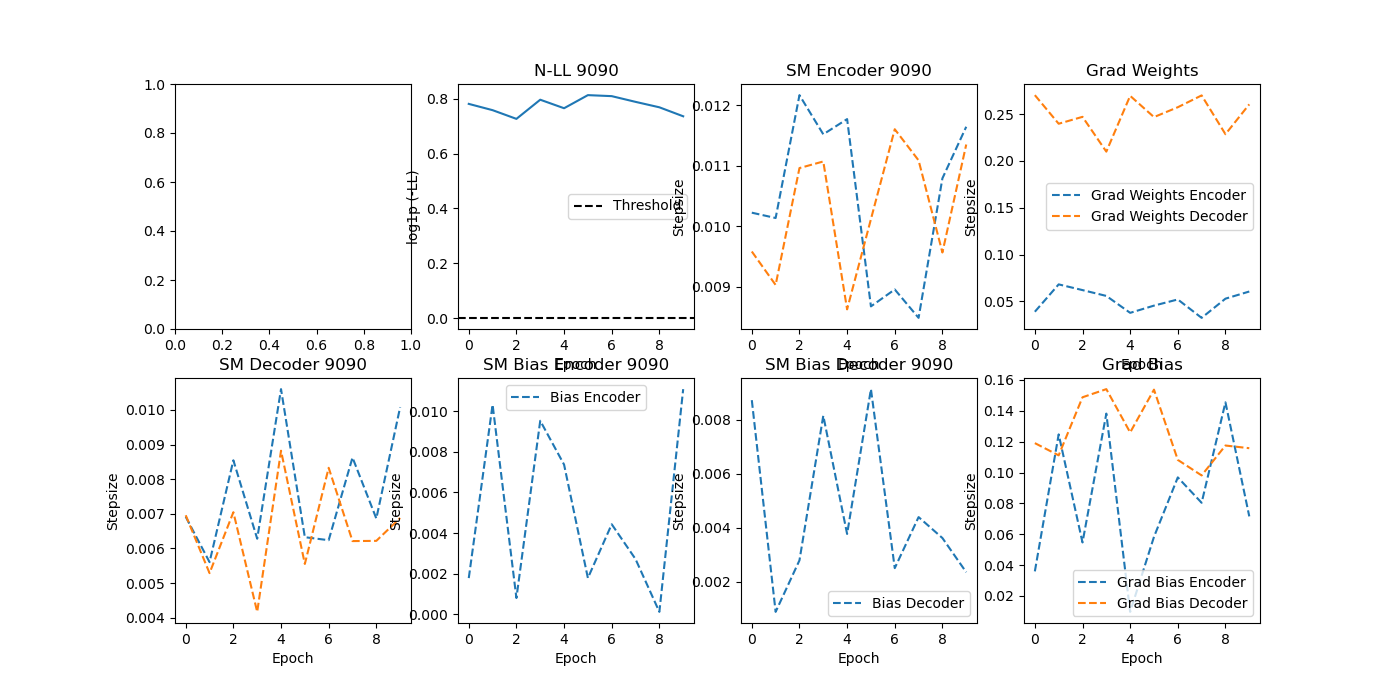 N-LL 9090
SM Encoder 9090
Grad Weights
1.0
0.8
0.6
0.4
0.2
0.0
0.0 0.2 0.4 0.6 0.8 1.0
log1p (-LL)
0.8
0.6
0.4
0.2
0.0
Threshold
0 2 4 6 8
Epoch
Stepsize
0.012
0.011
0.010
0.009
0 2 4 6 8
Epoch
Stepsize
0.25
0.20
0.15
0.10
0.05
Grad Weights Encoder
Grad Weights Decoder
0 2 4 6 8
Epoch
SM Decoder 9090
SM Bias Encoder 9090
SM Bias Decoder 9090
Grad Bias
Stepsize
0.010
0.009
0.008
0.007
0.006
0.005
0.004
0 2 4 6 8
Epoch
Stepsize
0.010
0.008
0.006
0.004
0.002
0.000
Bias Encoder
0 2 4 6 8
Epoch
Stepsize
0.008
0.006
0.004
0.002
Bias Decoder
0 2 4 6 8
Epoch
Stepsize
0.16
0.14
0.12
0.10
0.08
0.06
0.04
0.02
Grad Bias Encoder
Grad Bias Decoder
0 2 4 6 8
Epoch